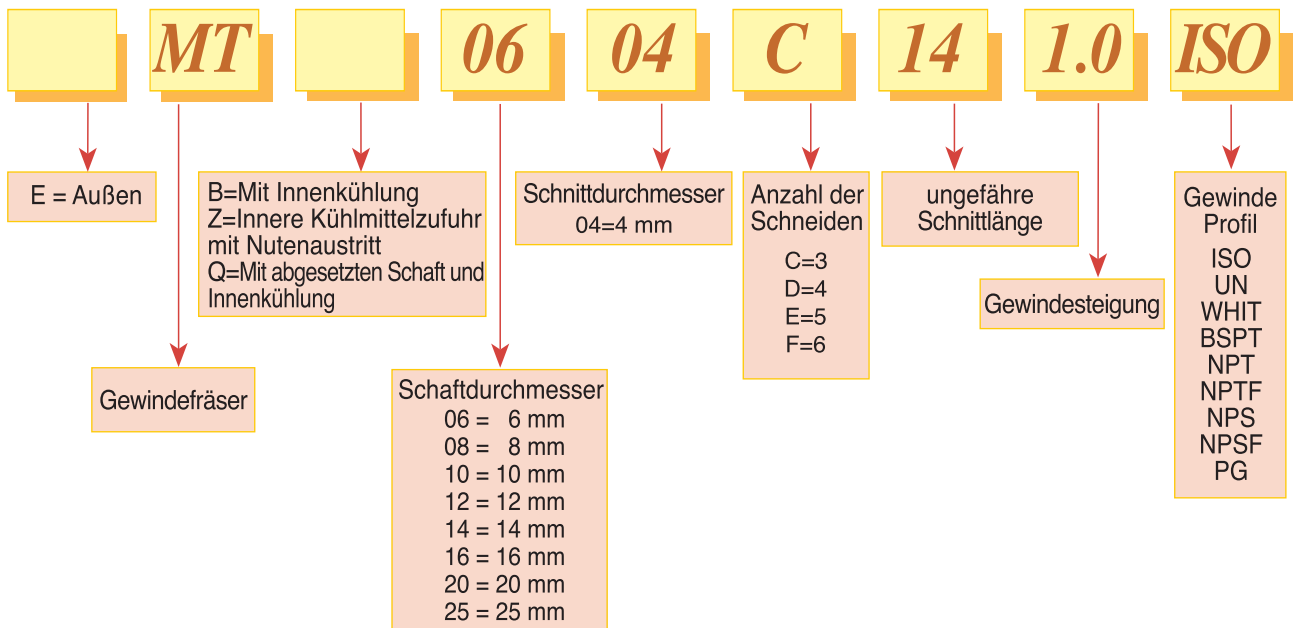 MT 06 04 C 14 1.0 ISO
E = Außen
B=Mit Innenkühlung
Z=Innere Kühlmittelzufuhr
mit Nutenaustritt
Q=Mit abgesetzten Schaft und
Innenkühlung
Schnittdurchmesser
04=4 mm
Anzahl der
Schneiden
C=3
D=4
E=5
F=6
ungefähre
Schnittlänge
Gewindesteigung
Gewinde
Profil
ISO
UN
WHIT
BSPT
NPT
NPTF
NPS
NPSF
PG
Gewindefräser
Schaftdurchmesser
06 = 6 mm
08 = 8 mm
10 = 10 mm
12 = 12 mm
14 = 14 mm
16 = 16 mm
20 = 20 mm
25 = 25 mm